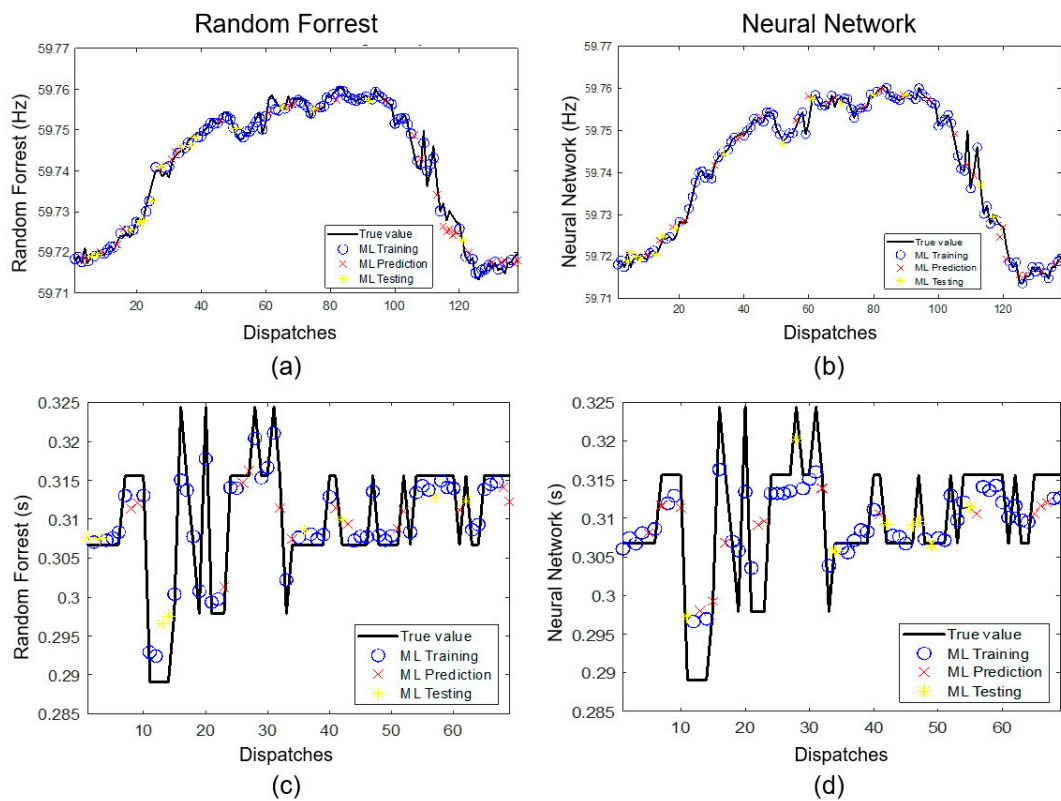 Random Forrest
Neural Network
59.77
59.76
59.75
59.74
59.73
59.72
59.71
Random Forrest (Hz)
True value
ML Training
ML Prediction
ML Testing
20
40
60
80
100
120
Dispatches
(a)
59.77
59.76
59.75
59.74
59.73
59.72
59.71
Neural Network (Hz)
True value
ML Training
ML Prediction
ML Testing
20
40
60
80
100
120
Dispatches
(b)
0.325
0.32
0.315
0.31
0.305
0.3
0.295
0.29
0.285
Random Forrest (s)
True value
ML Training
ML Prediction
ML Testing
10
20
30
40
50
60
Dispatches
(c)
0.325
0.32
0.315
0.31
0.305
0.3
0.295
0.29
0.285
Neural Network (s)
True value
ML Training
ML Prediction
ML Testing
10
20
30
40
50
60
Dispatches
(d)